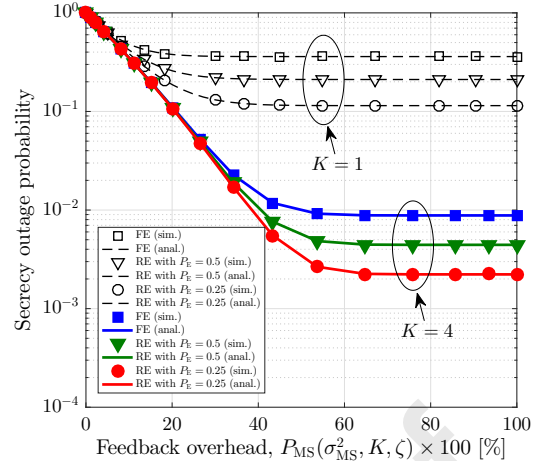 10^0
10^{-1}
10^{-2}
10^{-3}
10^{-4}
Secrecy outage probability
K = 1
K = 4
FE (sim.)
FE (anal.)
RE with P_E = 0.5 (sim.)
RE with P_E = 0.5 (anal.)
RE with P_E = 0.25 (sim.)
RE with P_E = 0.25 (anal.)
FE (sim.)
FE (anal.)
RE with P_E = 0.5 (sim.)
RE with P_E = 0.5 (anal.)
RE with P_E = 0.25 (sim.)
RE with P_E = 0.25 (anal.)
0 20 40 60 80 100
Feedback overhead, P_{MS}(σ²_{MS}, K, ζ) × 100 [%]